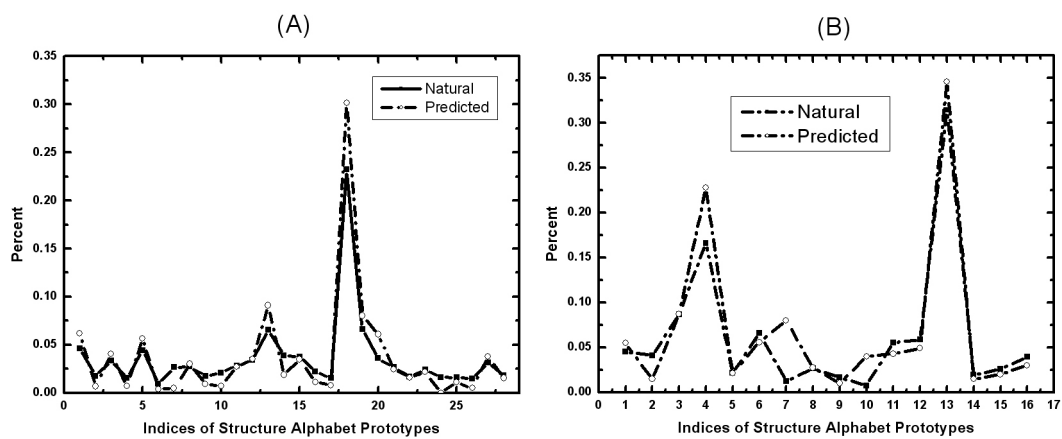 (A)
0.35
0.30
0.25
0.20
0.15
0.10
0.05
0.00
Percent
0 5 10 15 20 25
Indices of Structure Alphabet Prototypes
Natural
Predicted
(B)
0.35
0.30
0.25
0.20
0.15
0.10
0.05
0.00
Percent
0 1 2 3 4 5 6 7 8 9 10 11 12 13 14 15 16 17
Indices of Structure Alphabet Prototypes
Natural
Predicted